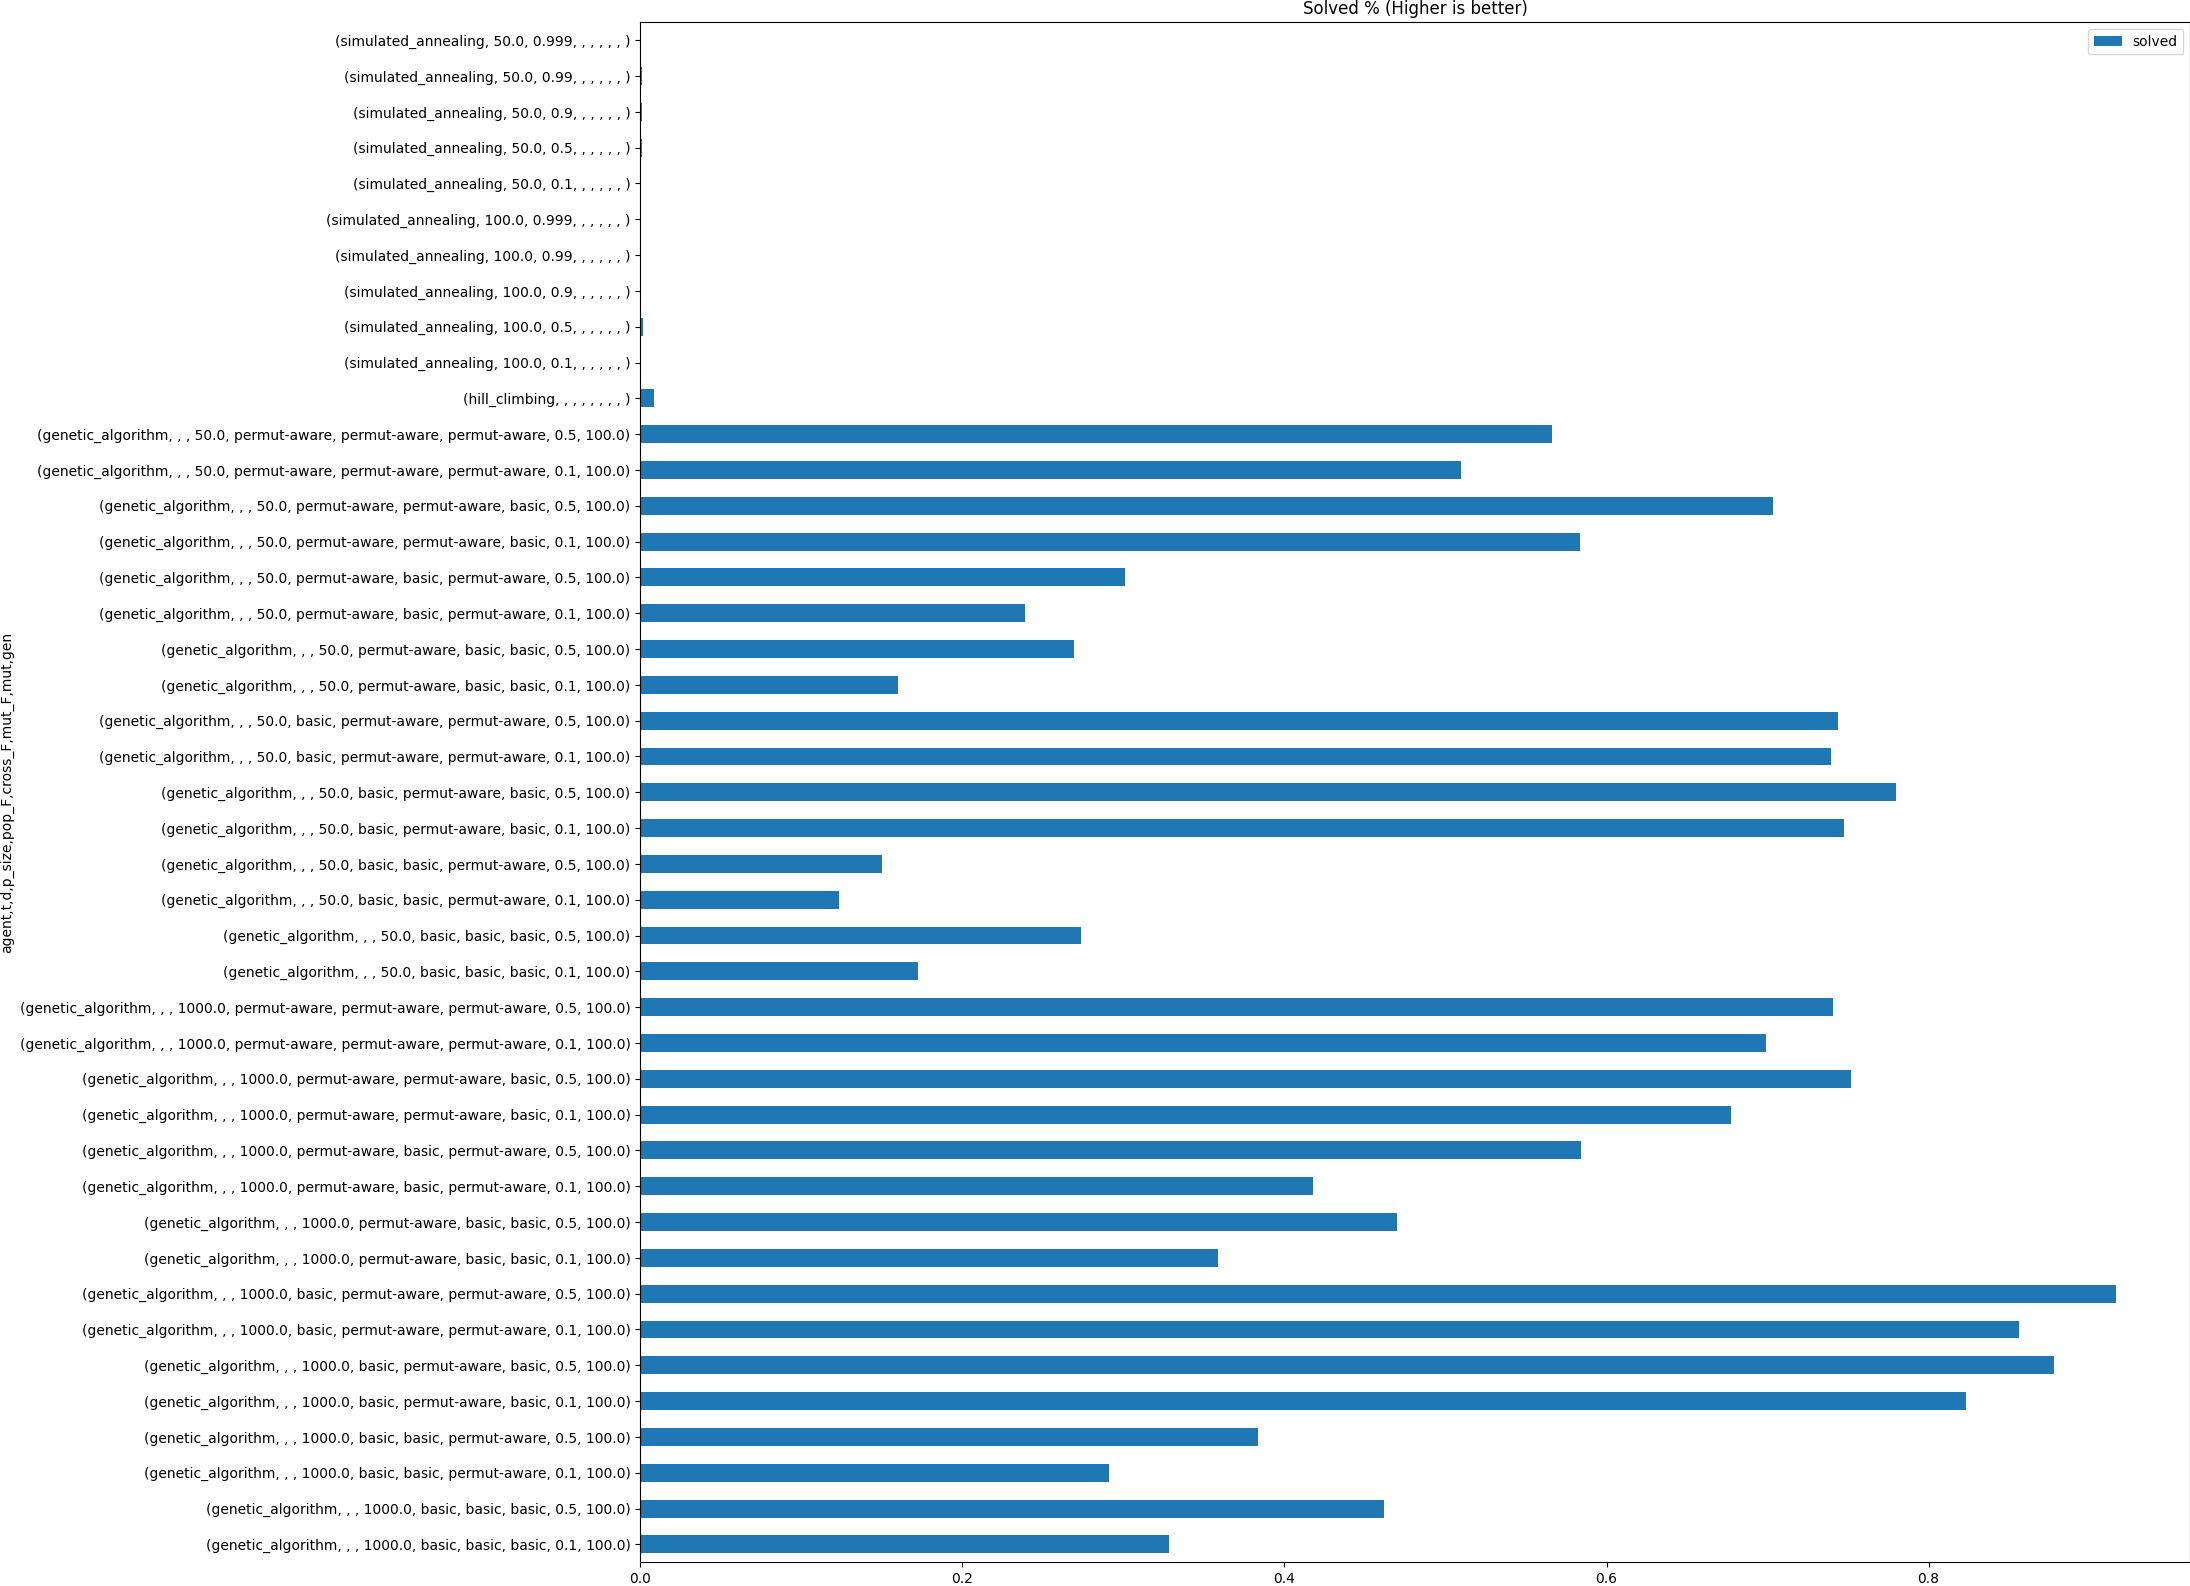 Solved % (Higher is better)
solved
agent,t,d,p_size,pop_F,cross_F,mut_F,mut,gen
(simulated_annealing, 50.0, 0.999, , , , , , )
(simulated_annealing, 50.0, 0.99, , , , , , )
(simulated_annealing, 50.0, 0.9, , , , , , )
(simulated_annealing, 50.0, 0.5, , , , , , )
(simulated_annealing, 50.0, 0.1, , , , , , )
(simulated_annealing, 100.0, 0.999, , , , , , )
(simulated_annealing, 100.0, 0.99, , , , , , )
(simulated_annealing, 100.0, 0.9, , , , , , )
(simulated_annealing, 100.0, 0.5, , , , , , )
(simulated_annealing, 100.0, 0.1, , , , , , )
(hill_climbing, , , , , , , , )
(genetic_algorithm, , , 50.0, permut-aware, permut-aware, permut-aware, 0.5, 100.0)
(genetic_algorithm, , , 50.0, permut-aware, permut-aware, permut-aware, 0.1, 100.0)
(genetic_algorithm, , , 50.0, permut-aware, permut-aware, basic, 0.5, 100.0)
(genetic_algorithm, , , 50.0, permut-aware, permut-aware, basic, 0.1, 100.0)
(genetic_algorithm, , , 50.0, permut-aware, basic, permut-aware, 0.5, 100.0)
(genetic_algorithm, , , 50.0, permut-aware, basic, permut-aware, 0.1, 100.0)
(genetic_algorithm, , , 50.0, permut-aware, basic, basic, 0.5, 100.0)
(genetic_algorithm, , , 50.0, permut-aware, basic, basic, 0.1, 100.0)
(genetic_algorithm, , , 50.0, basic, permut-aware, permut-aware, 0.5, 100.0)
(genetic_algorithm, , , 50.0, basic, permut-aware, permut-aware, 0.1, 100.0)
(genetic_algorithm, , , 50.0, basic, permut-aware, basic, 0.5, 100.0)
(genetic_algorithm, , , 50.0, basic, permut-aware, basic, 0.1, 100.0)
(genetic_algorithm, , , 50.0, basic, basic, permut-aware, 0.5, 100.0)
(genetic_algorithm, , , 50.0, basic, basic, permut-aware, 0.1, 100.0)
(genetic_algorithm, , , 50.0, basic, basic, basic, 0.5, 100.0)
(genetic_algorithm, , , 50.0, basic, basic, basic, 0.1, 100.0)
(genetic_algorithm, , , 1000.0, permut-aware, permut-aware, permut-aware, 0.5, 100.0)
(genetic_algorithm, , , 1000.0, permut-aware, permut-aware, permut-aware, 0.1, 100.0)
(genetic_algorithm, , , 1000.0, permut-aware, permut-aware, basic, 0.5, 100.0)
(genetic_algorithm, , , 1000.0, permut-aware, permut-aware, basic, 0.1, 100.0)
(genetic_algorithm, , , 1000.0, permut-aware, basic, permut-aware, 0.5, 100.0)
(genetic_algorithm, , , 1000.0, permut-aware, basic, permut-aware, 0.1, 100.0)
(genetic_algorithm, , , 1000.0, permut-aware, basic, basic, 0.5, 100.0)
(genetic_algorithm, , , 1000.0, permut-aware, basic, basic, 0.1, 100.0)
(genetic_algorithm, , , 1000.0, basic, permut-aware, permut-aware, 0.5, 100.0)
(genetic_algorithm, , , 1000.0, basic, permut-aware, permut-aware, 0.1, 100.0)
(genetic_algorithm, , , 1000.0, basic, permut-aware, basic, 0.5, 100.0)
(genetic_algorithm, , , 1000.0, basic, permut-aware, basic, 0.1, 100.0)
(genetic_algorithm, , , 1000.0, basic, basic, permut-aware, 0.5, 100.0)
(genetic_algorithm, , , 1000.0, basic, basic, permut-aware, 0.1, 100.0)
(genetic_algorithm, , , 1000.0, basic, basic, basic, 0.5, 100.0)
(genetic_algorithm, , , 1000.0, basic, basic, basic, 0.1, 100.0)
0.0 0.2 0.4 0.6 0.8